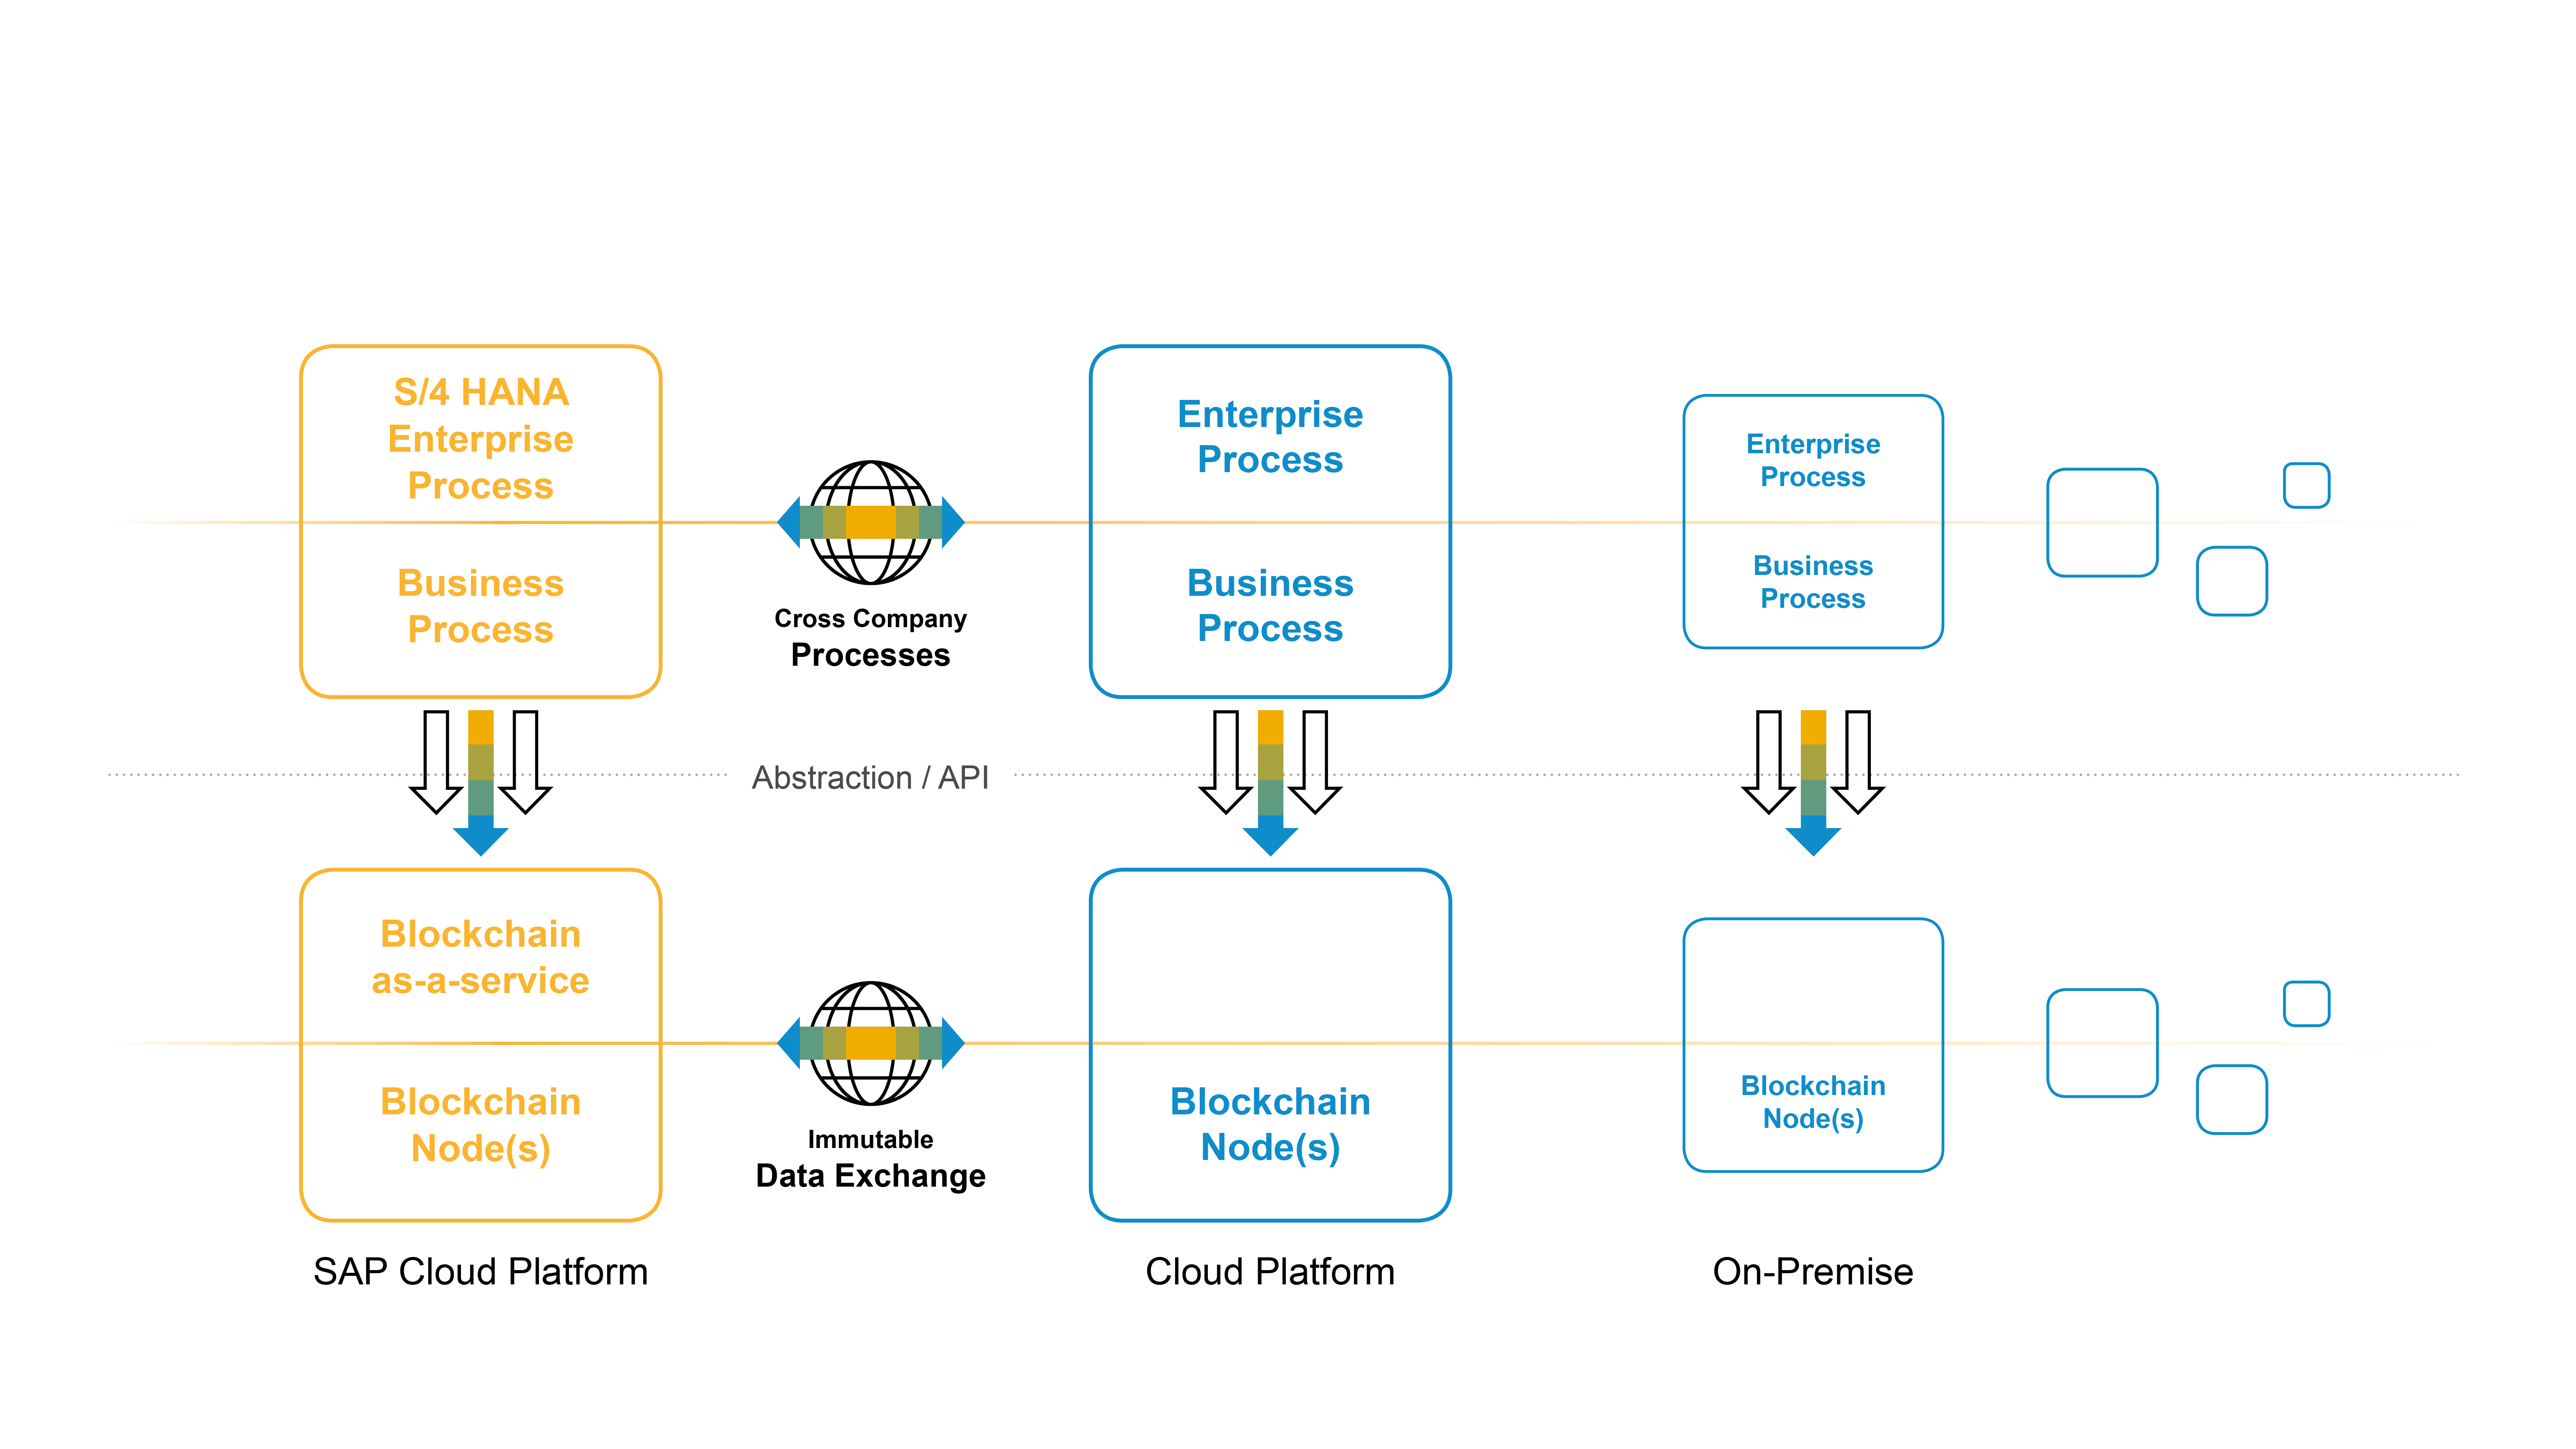 S/4 HANA
Enterprise
Process
Business
Process
Cross Company
Processes
Enterprise
Process
Business
Process
Enterprise
Process
Business
Process
Abstraction / API
Blockchain
as-a-service
Blockchain
Node(s)
Immutable
Data Exchange
Blockchain
Node(s)
Blockchain
Node(s)
SAP Cloud Platform
Cloud Platform
On-Premise